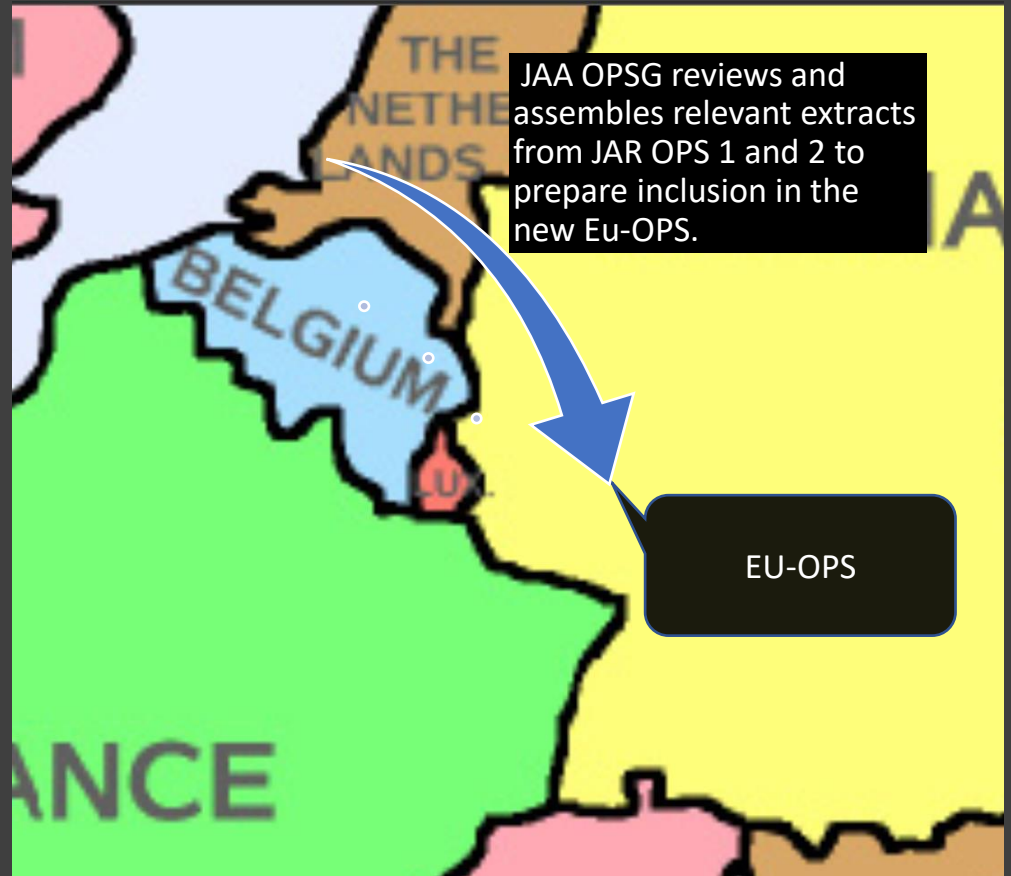 THE
NETHE
LANDS
JAA OPSG reviews and
assembles relevant extracts
from JAR OPS 1 and 2 to
prepare inclusion in the
new Eu-OPS.
IA
BELGIUM
LUX.
EU-OPS
ANCE